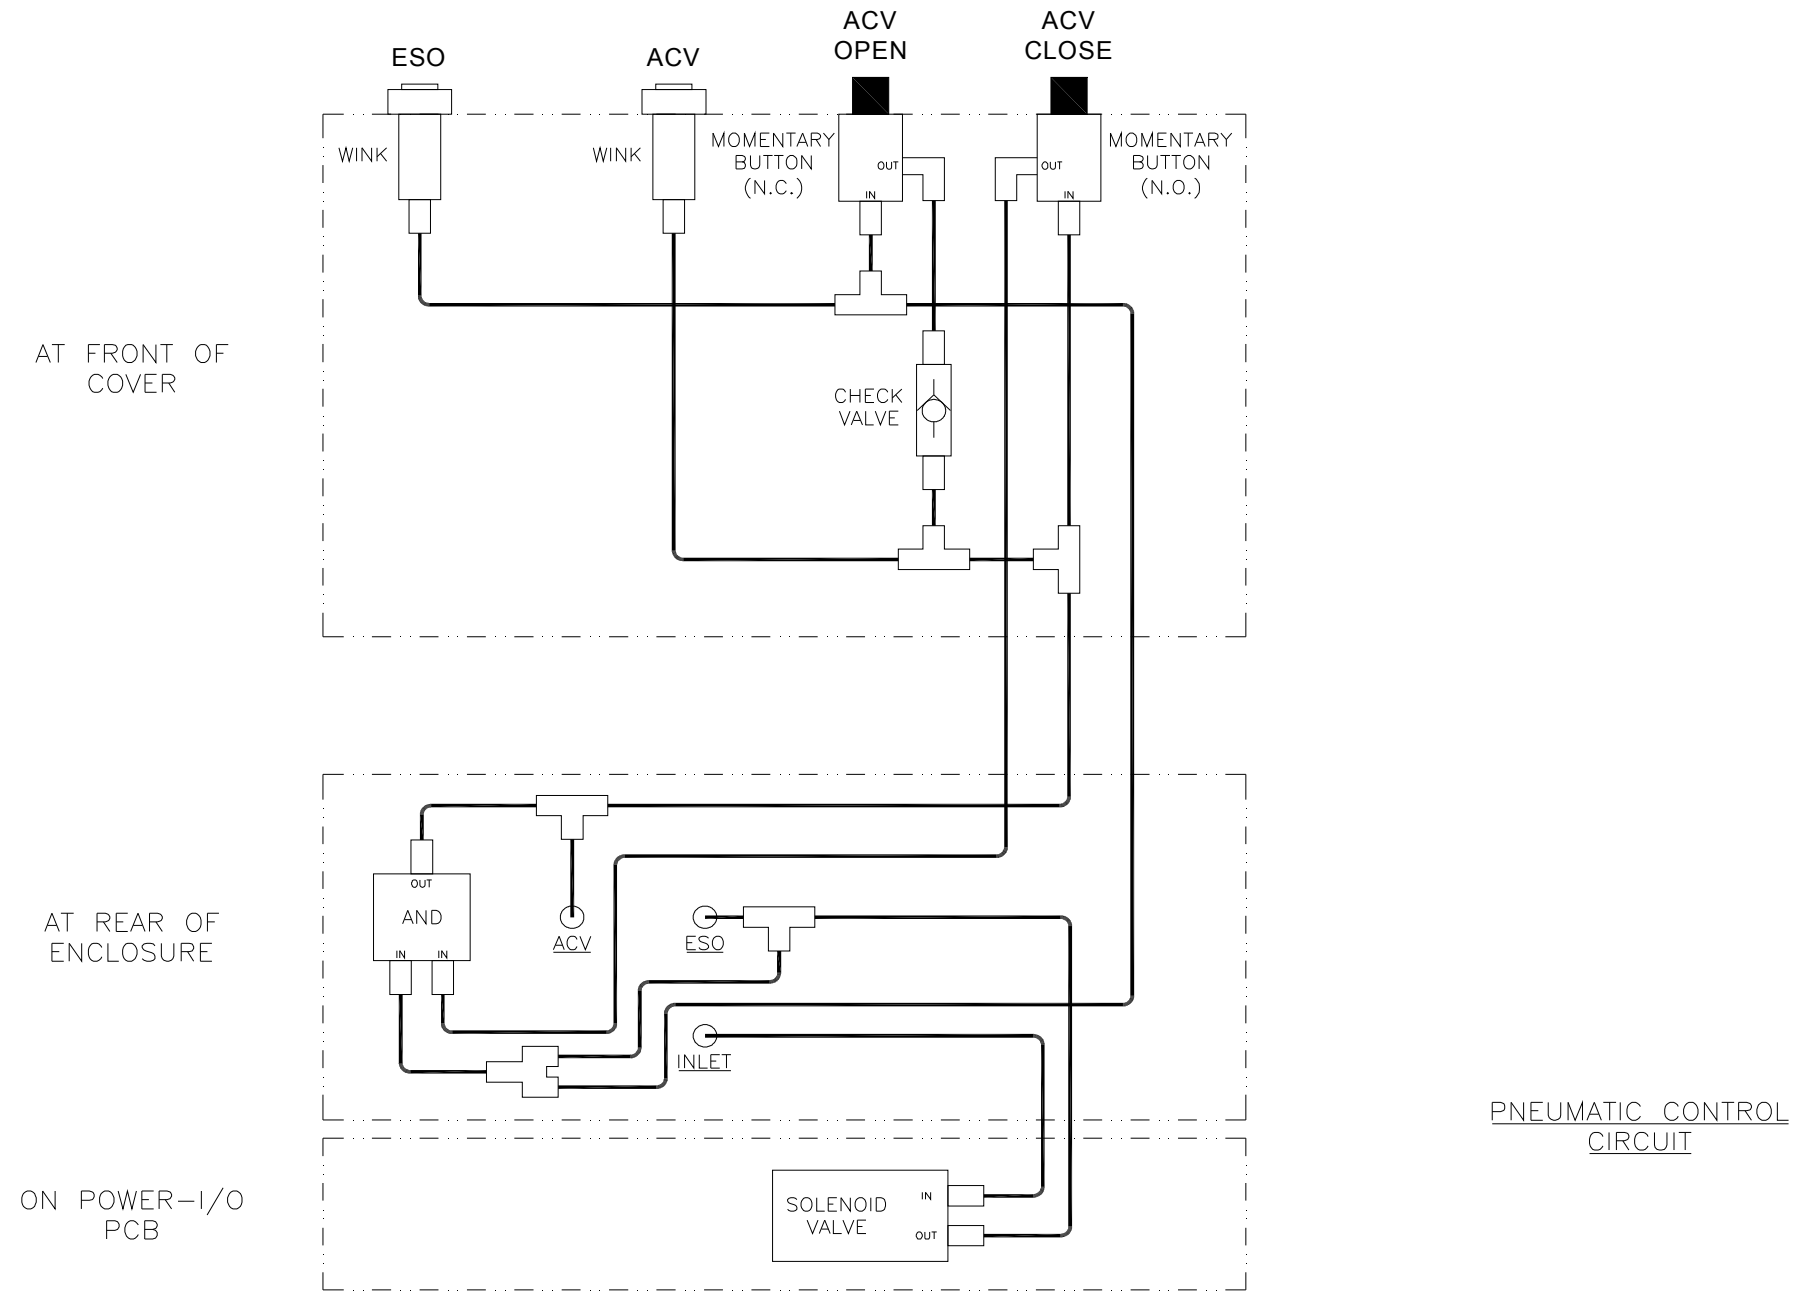 ESO
ACV
ACV
OPEN
ACV
CLOSE
WINK
WINK
MOMENTARY
BUTTON
(N.C.)
OUT
IN
OUT
IN
MOMENTARY
BUTTON
(N.O.)
AT FRONT OF
COVER
CHECK
VALVE
AT REAR OF
ENCLOSURE
OUT
AND
IN
IN
ACV
ESO
INLET
PNEUMATIC CONTROL
CIRCUIT
ON POWER-I/O
PCB
SOLENOID
VALVE
IN
OUT